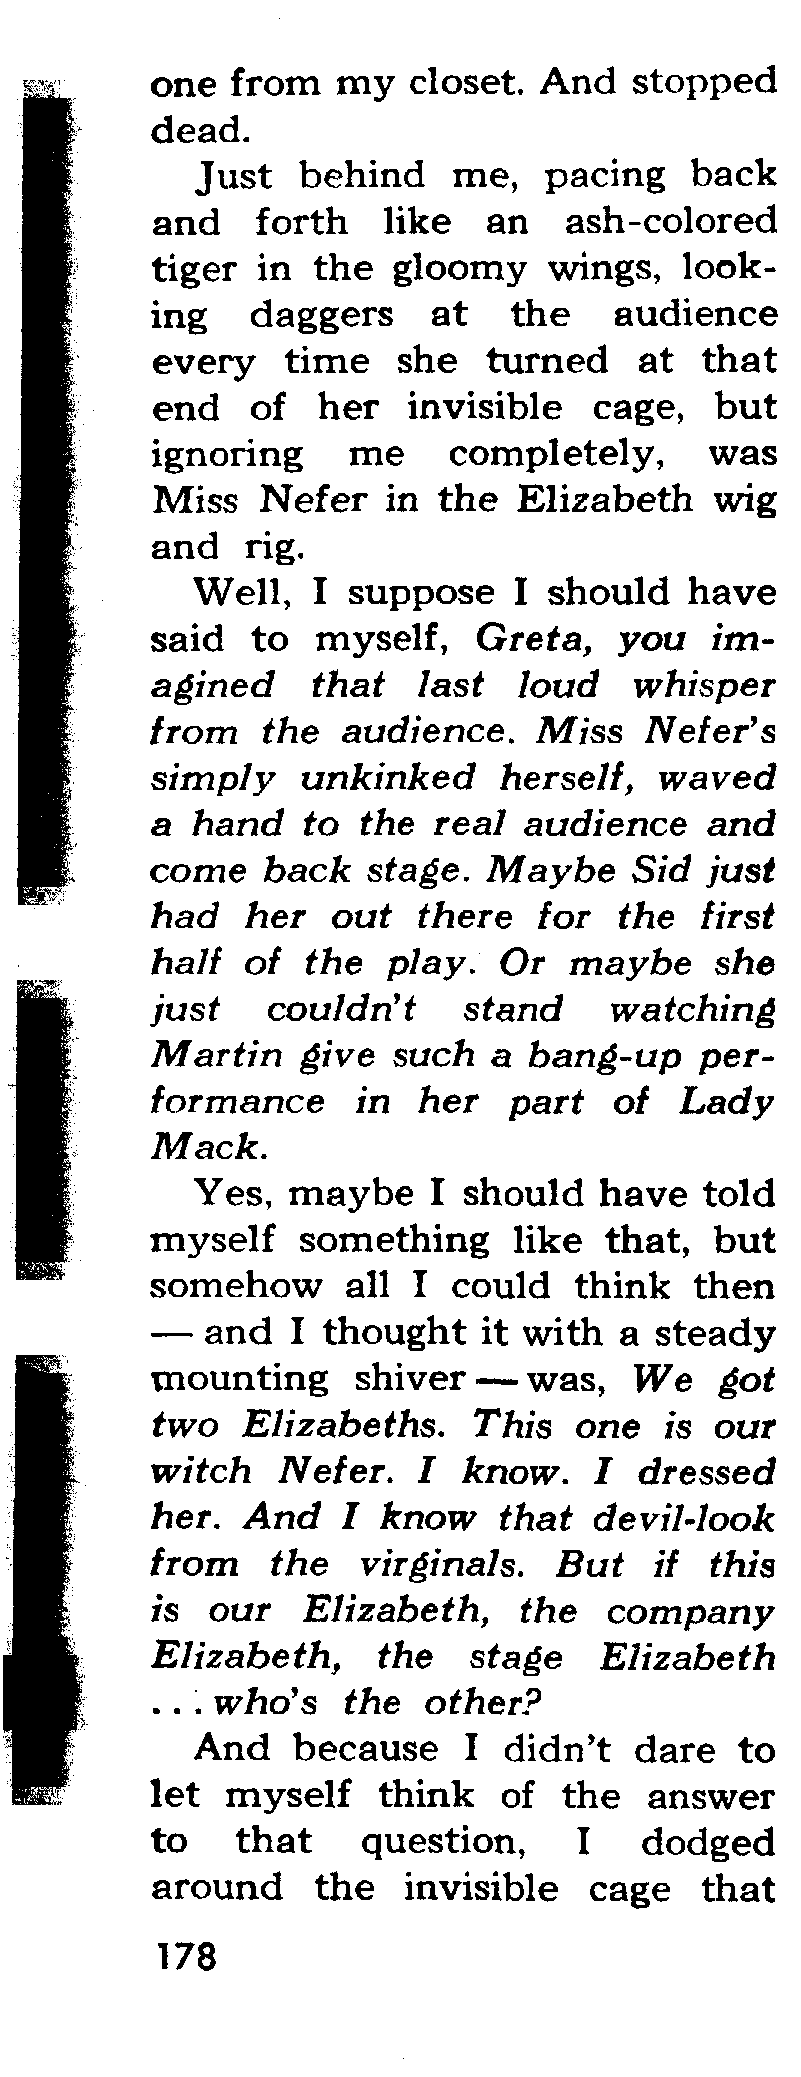 one from my closet. And stopped
dead.
Just behind me, pacing back
and forth like an ash-colored
tiger in the gloomy wings, look-
ing daggers at the audience
every time she turned at that
end of her invisible cage, but
ignoring me completely, was
Miss Nefer in the Elizabeth wig
and rig.
Well, I suppose I should have
said to myself, Greta, you im-
agined that last loud whisper
from the audience. Miss Nefer's
simply unkinked herself, waved
a hand to the real audience and
come back stage. Maybe Sid just
had her out there for the first
half of the play. Or maybe she
just couldn't stand watching
Martin give such a bang-up per-
formance in her part of Lady
Mack.
Yes, maybe I should have told
myself something like that, but
somehow all I could think then
— and I thought it with a steady
mounting shiver — was, We got
two Elizabeths. This one is our
witch Nefer. I know. I dressed
her. And I know that devil-look
from the virginals. But if this
is our Elizabeth, the company
Elizabeth, the stage Elizabeth
... who's the other?
And because I didn't dare to
let myself think of the answer
to that question, I dodged
around the invisible cage that
178